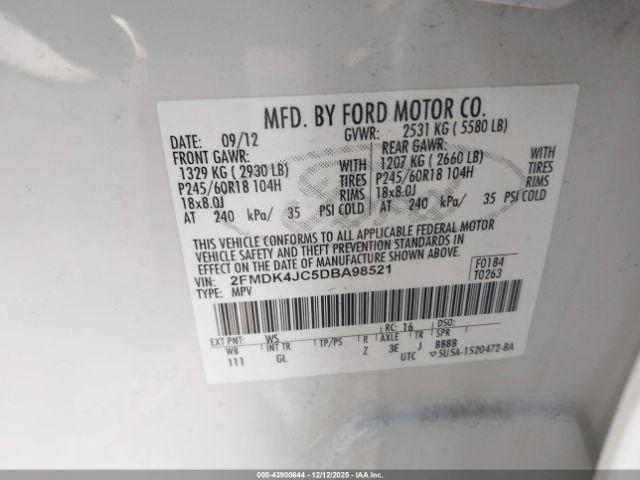 MFD. BY FORD MOTOR CO.
DATE: 09/12 GVWR: 2531 KG ( 5580 LB)
FRONT GAWR: REAR GAWR:
1329 KG ( 2930 LB) WITH 1207 KG ( 2660 LB) WITH
P245/60R18 104H TIRES P245/60R18 104H TIRES
18x8.0J RIMS 18x8.0J RIMS
AT 240 kPa/ 35 PSI COLD AT 240 kPa/ 35 PSI COLD
Ford
THIS VEHICLE CONFORMS TO ALL APPLICABLE FEDERAL MOTOR
VEHICLE SAFETY AND THEFT PREVENTION STANDARDS IN
EFFECT ON THE DATE OF MANUFACTURE SHOWN ABOVE.
VIN: 2FMDK4JC5DBA98521 F0184
TYPE: MPV T0263
EXT PNT: WS RC: 16 DSO:
WB INT TR TP/PS R AXLE TR SPR
111 GL Z 3E J BBBB
UTC ▽5U5A-1520472-BA
000-43900644 - 12/12/2025 - IAAI.COM